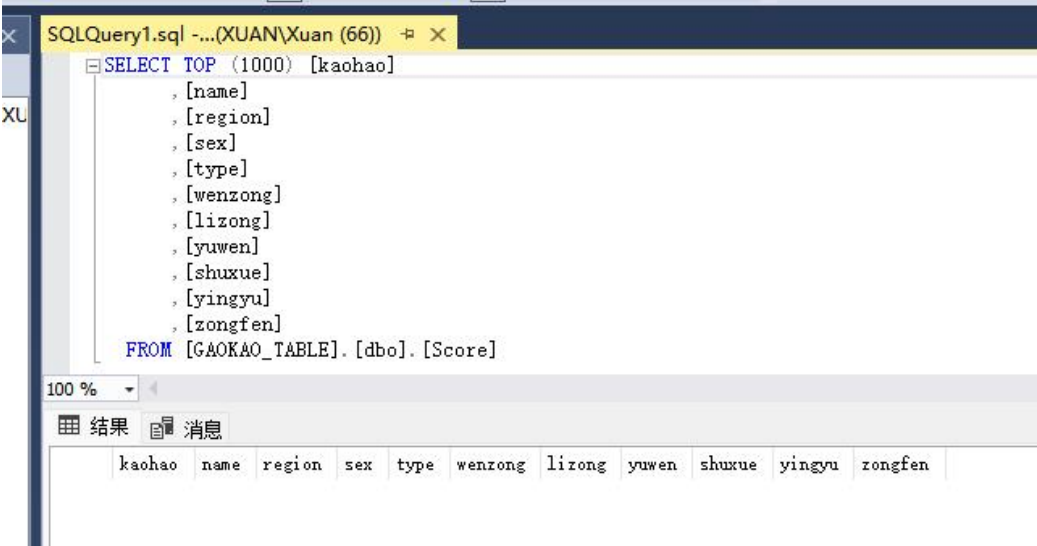 SQLQuery1.sql -...(XUAN\Xuan (66))
XU
SELECT TOP (1000) [kaohao]
,[name]
,[region]
,[sex]
,[type]
,[wenzong]
,[lizong]
,[yuwen]
,[shuxue]
,[yingyu]
,[zongfen]
FROM [GAOKAO_TABLE].[dbo].[Score]
100 %
结果 消息
kaohao name region sex type wenzong lizong yuwen shuxue yingyu zongfen